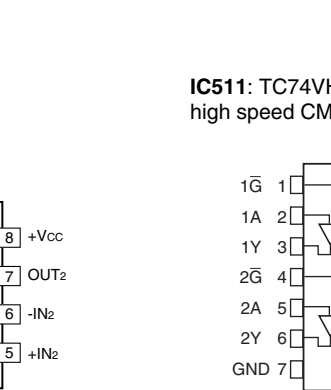 IC511: TC74VH
high speed CM
8 +Vcc
7 OUT2
6 -IN2
5 +IN2
1G̅ 1
1A 2
1Y 3
2G̅ 4
2A 5
2Y 6
GND 7